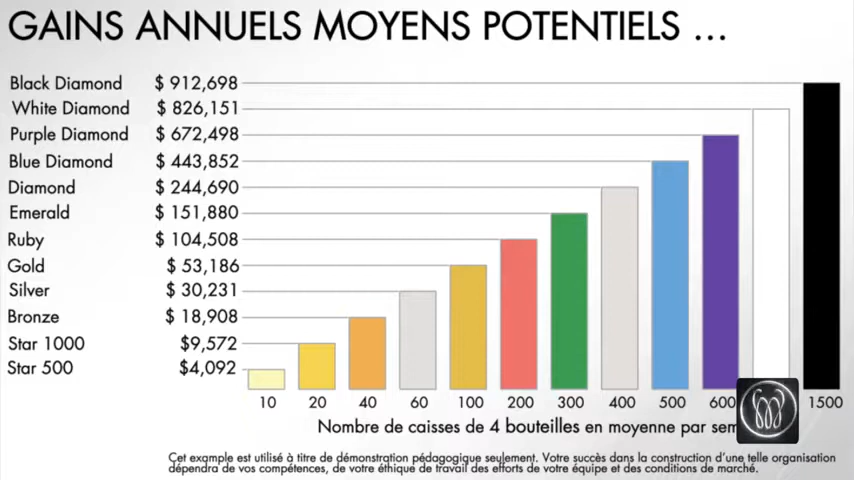 GAINS ANNUELS MOYENS POTENTIELS ...
Black Diamond $ 912,698
White Diamond $ 826,151
Purple Diamond $ 672,498
Blue Diamond $ 443,852
Diamond $ 244,690
Emerald $ 151,880
Ruby $ 104,508
Gold $ 53,186
Silver $ 30,231
Bronze $ 18,908
Star 1000 $9,572
Star 500 $4,092
10 20 40 60 100 200 300 400 500 600 1500
Nombre de caisses de 4 bouteilles en moyenne par sem
Cet example est utilisé à titre de démonstration pédagogique seulement. Votre succès dans la construction d'une telle organisation
dépendra de vos compétences, de votre éthique de travail des efforts de votre équipe et des conditions de marché.